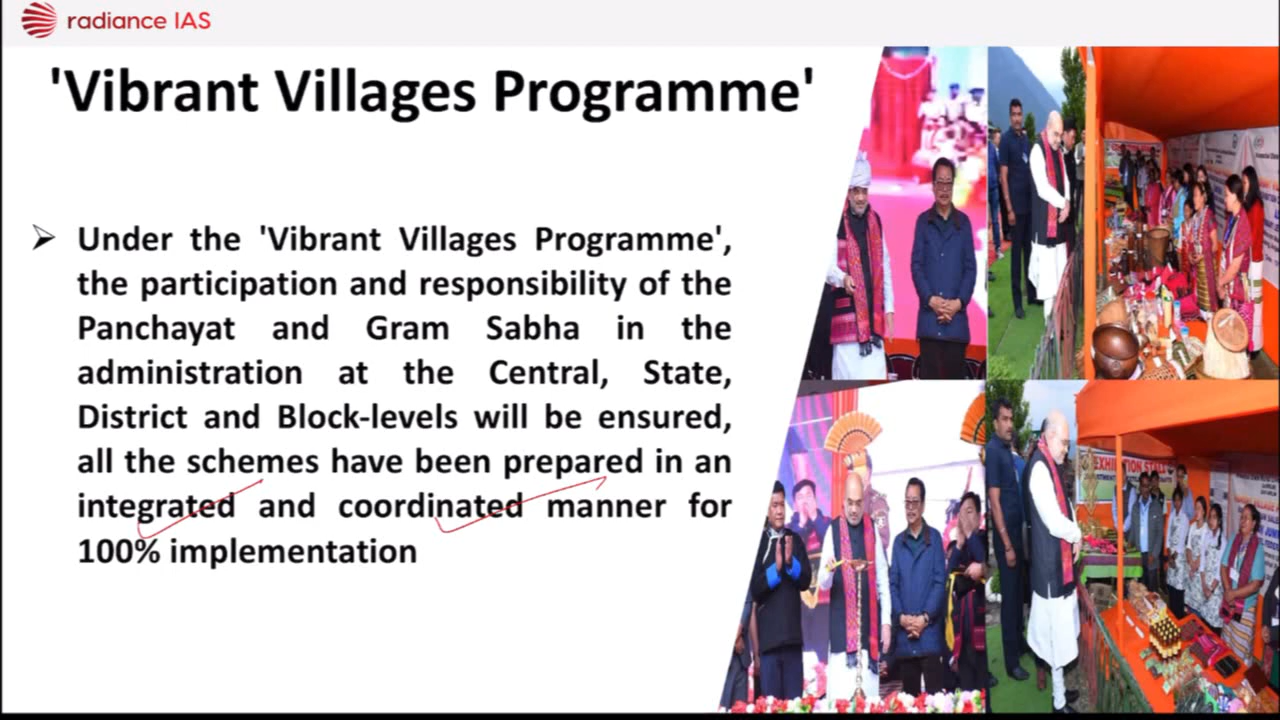 radiance IAS
'Vibrant Villages Programme'
➢ Under the 'Vibrant Villages Programme',
the participation and responsibility of the
Panchayat and Gram Sabha in the
administration at the Central, State,
District and Block-levels will be ensured,
all the schemes have been prepared in an
integrated and coordinated manner for
100% implementation